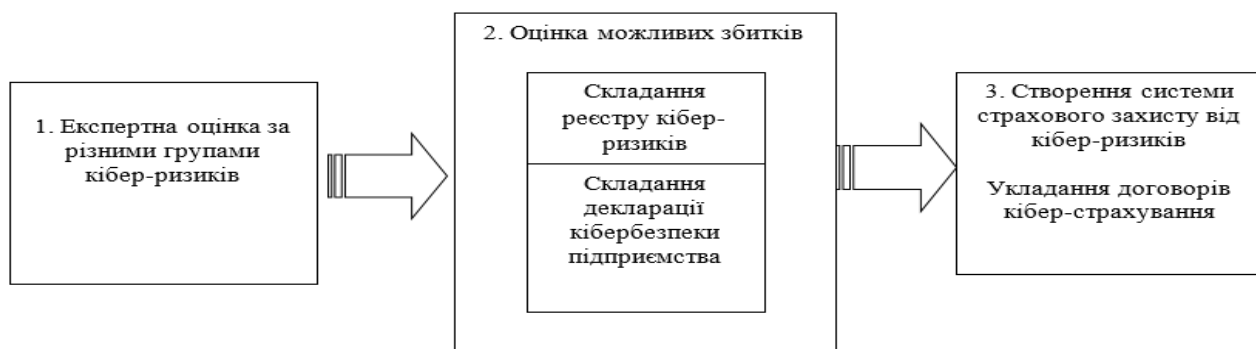 1. Експертна оцінка за
різними групами
кібер-ризиків
2. Оцінка можливих збитків
Складання
реєстру кібер-
ризиків
Складання
декларації
кібербезпеки
підприємства
3. Створення системи
страхового захисту від
кібер-ризиків
Укладання договорів
кібер-страхування